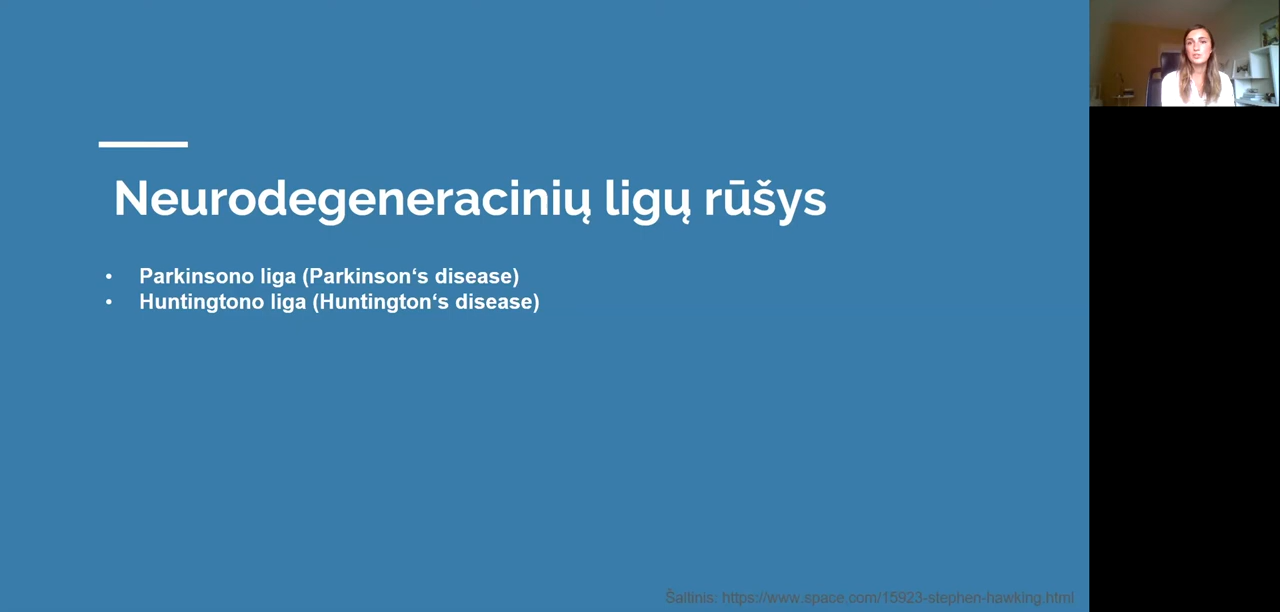 Neurodegeneracinių ligų rūšys
• Parkinsono liga (Parkinson‘s disease)
• Huntingtono liga (Huntington‘s disease)
Šaltinis: https://www.space.com/15923-stephen-hawking.html